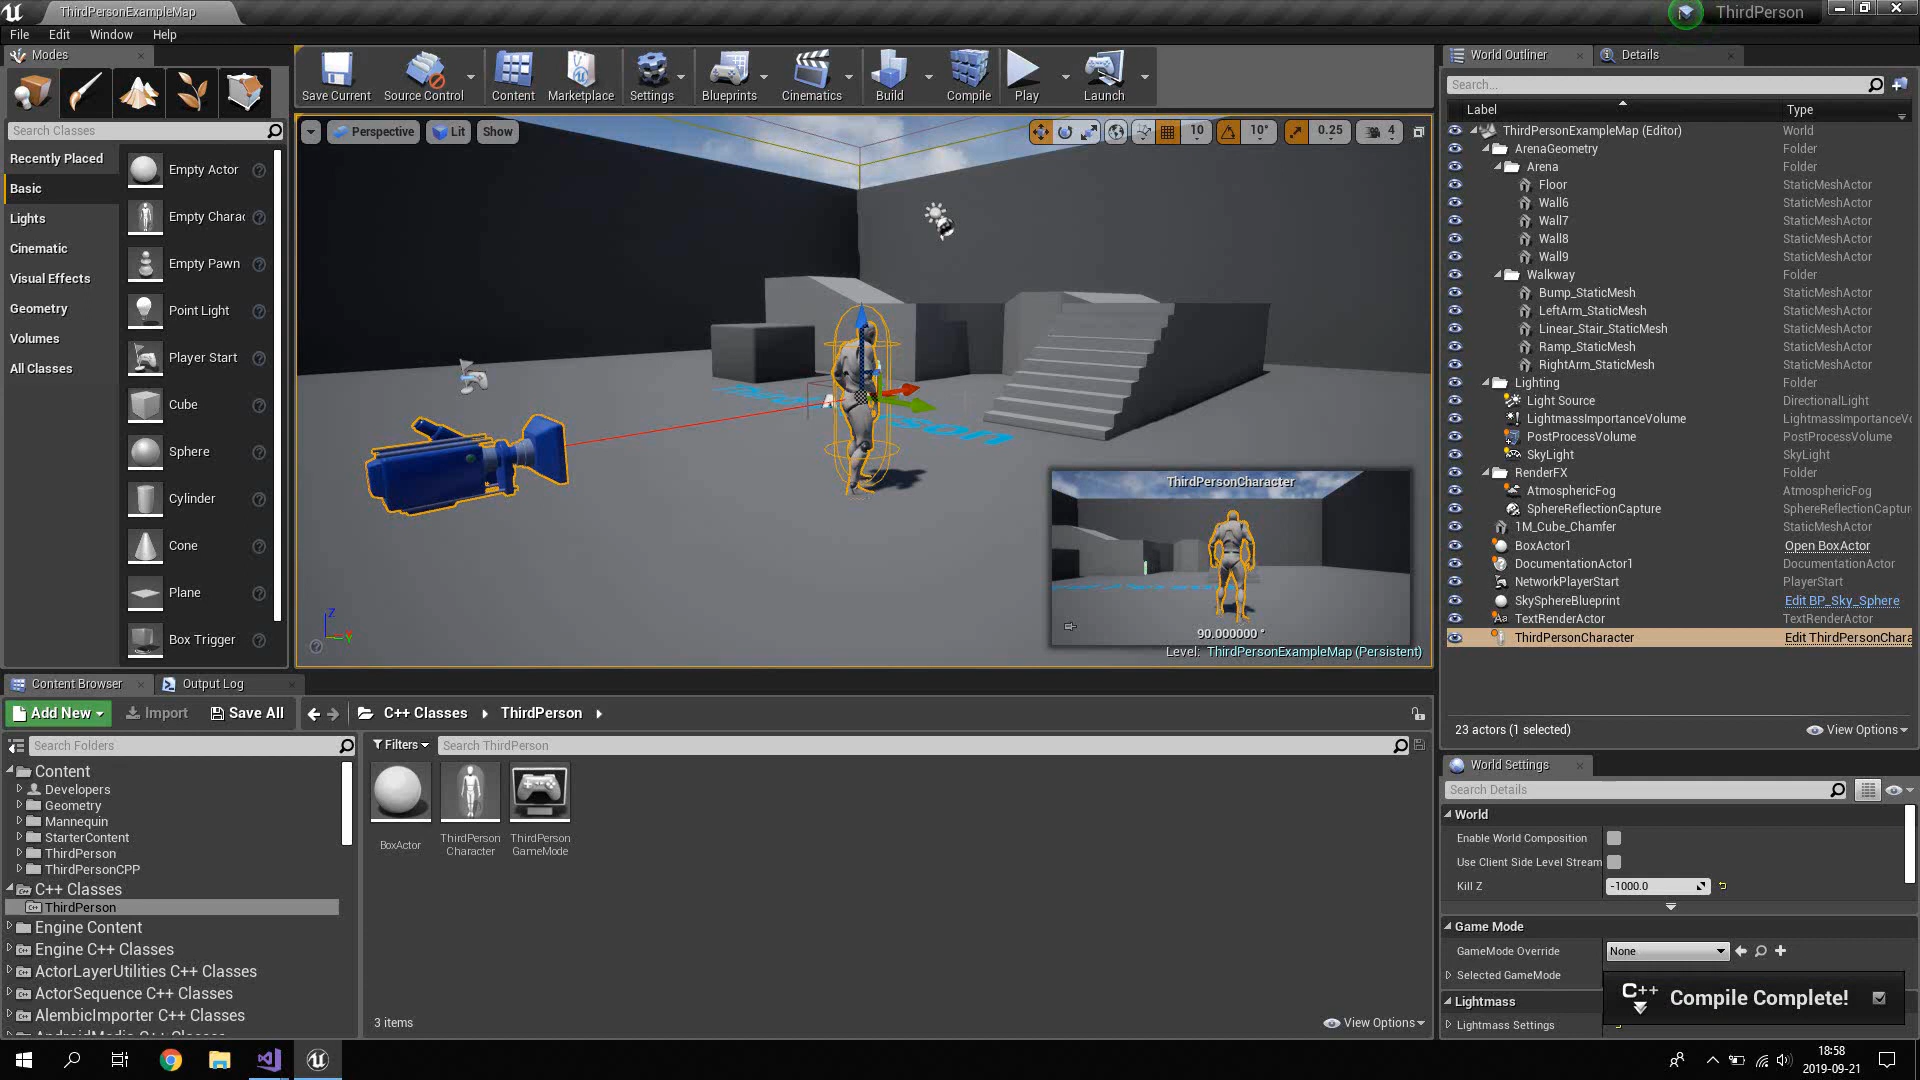 ThirdPersonExampleMap
ThirdPerson
File Edit Window Help
Modes
Save Current
Source Control
Content
Marketplace
Settings
Blueprints
Cinematics
Build
Compile
Play
Launch
Search Classes
Recently Placed
Basic
Lights
Cinematic
Visual Effects
Geometry
Volumes
All Classes
Empty Actor
Empty Charac
Empty Pawn
Point Light
Player Start
Cube
Sphere
Cylinder
Cone
Plane
Box Trigger
Perspective
Lit
Show
10
10°
0.25
4
Z
Y
ThirdPersonCharacter
90.000000 °
Level: ThirdPersonExampleMap (Persistent)
World Outliner
Details
Search...
Label Type
ThirdPersonExampleMap (Editor) World
ArenaGeometry Folder
Arena Folder
Floor StaticMeshActor
Wall6 StaticMeshActor
Wall7 StaticMeshActor
Wall8 StaticMeshActor
Wall9 StaticMeshActor
Walkway Folder
Bump_StaticMesh StaticMeshActor
LeftArm_StaticMesh StaticMeshActor
Linear_Stair_StaticMesh StaticMeshActor
Ramp_StaticMesh StaticMeshActor
RightArm_StaticMesh StaticMeshActor
Lighting Folder
Light Source DirectionalLight
LightmassImportanceVolume LightmassImportanceVo
PostProcessVolume PostProcessVolume
SkyLight SkyLight
RenderFX Folder
AtmosphericFog AtmosphericFog
SphereReflectionCapture SphereReflectionCapture
1M_Cube_Chamfer StaticMeshActor
BoxActor1 Open BoxActor
DocumentationActor1 DocumentationActor
NetworkPlayerStart PlayerStart
SkySphereBlueprint Edit BP_Sky_Sphere
TextRenderActor TextRenderActor
ThirdPersonCharacter Edit ThirdPersonChara
23 actors (1 selected)
View Options
Content Browser
Output Log
Add New
Import
Save All
C++ Classes
ThirdPerson
Search Folders
Content
Developers
Geometry
Mannequin
StarterContent
ThirdPerson
ThirdPersonCPP
C++ Classes
ThirdPerson
Engine Content
Engine C++ Classes
ActorLayerUtilities C++ Classes
ActorSequence C++ Classes
AlembicImporter C++ Classes
AndroidMedia C++ Classes
Filters
Search ThirdPerson
BoxActor
ThirdPerson
Character
ThirdPerson
GameMode
3 items
View Options
World Settings
Search Details
World
Enable World Composition
Use Client Side Level Stream
Kill Z -1000.0
Game Mode
GameMode Override None
Selected GameMode
Lightmass
Lightmass Settings
C++
Compile Complete!
18:58
2019-09-21